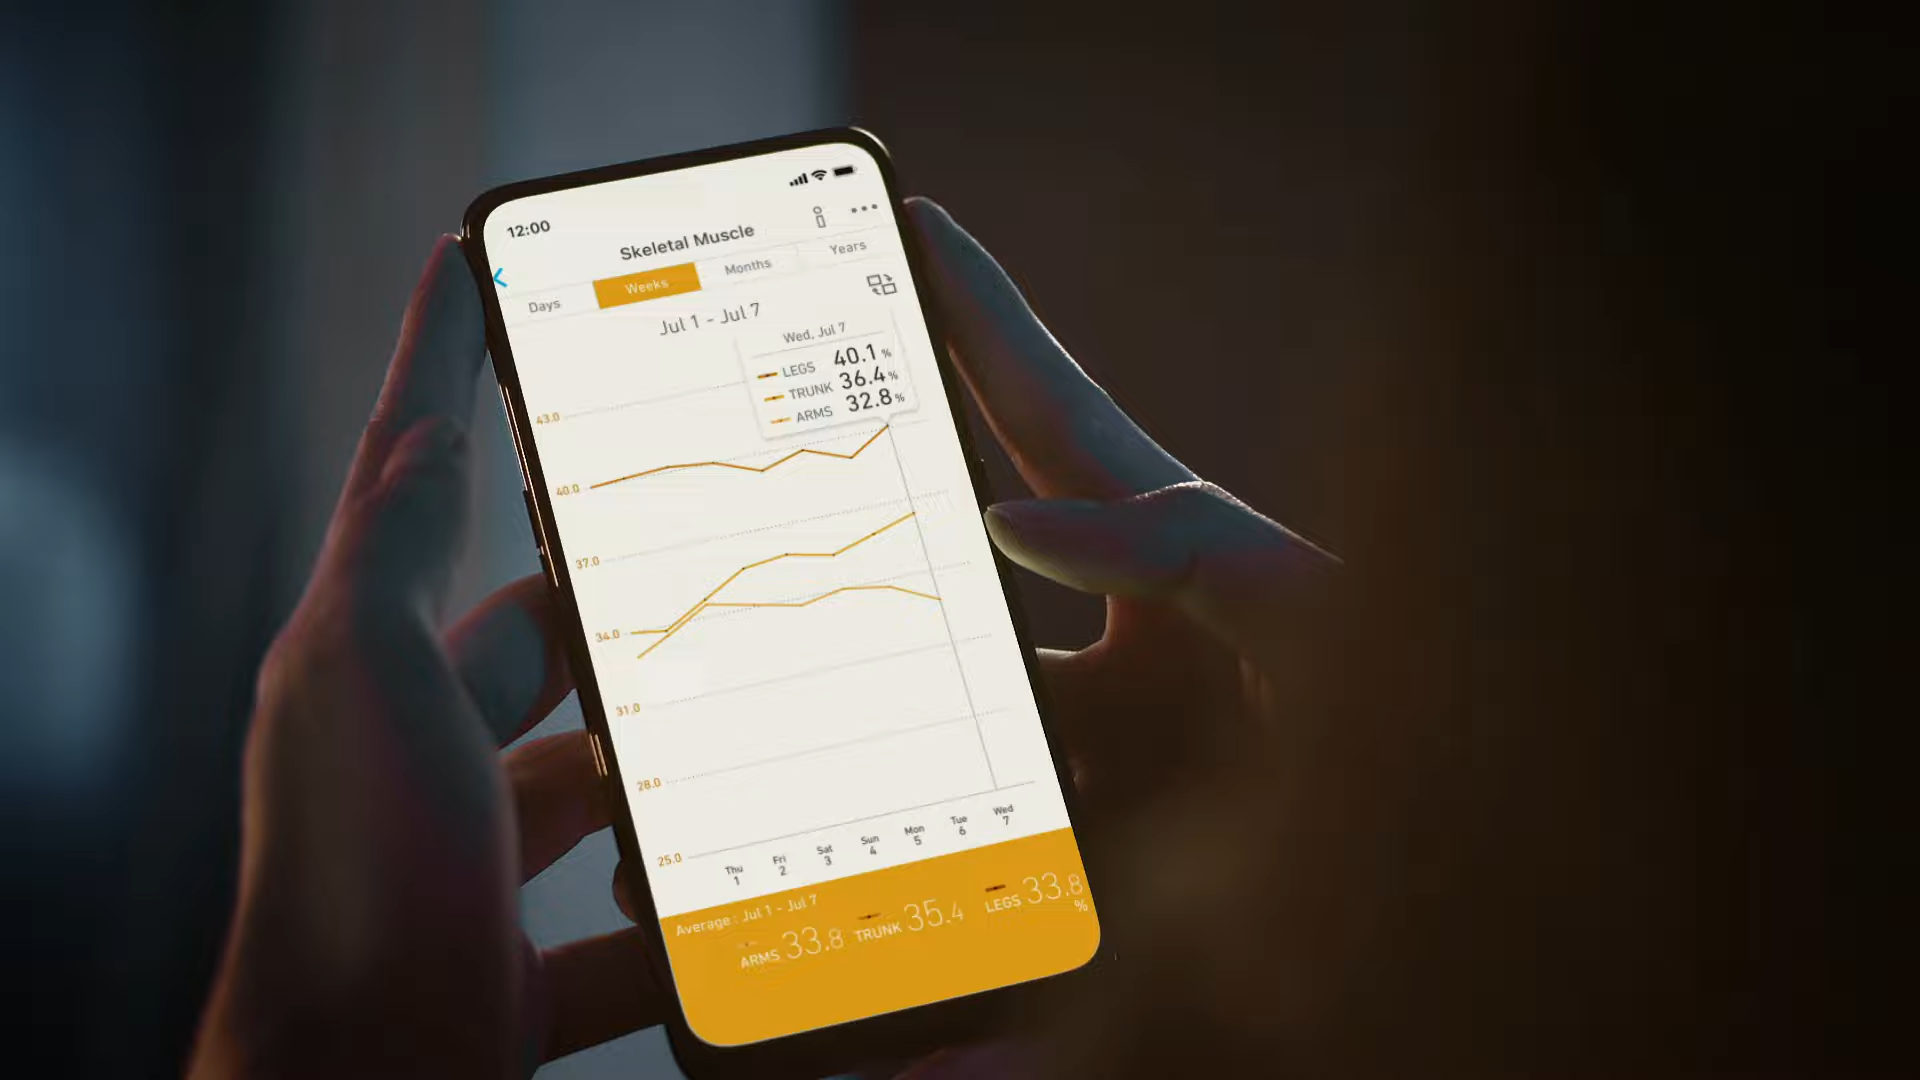 12:00
Skeletal Muscle
Days Weeks Months Years
Jul 1 - Jul 7
Wed, Jul 7
LEGS 40.1 %
TRUNK 36.4 %
ARMS 32.8 %
43.0
40.0
37.0
34.0
31.0
28.0
25.0
Thu Fri Sat Sun Mon Tue Wed
1 2 3 4 5 6 7
Average : Jul 1 - Jul 7
ARMS 33.8 TRUNK 35.4 LEGS 33.8 %